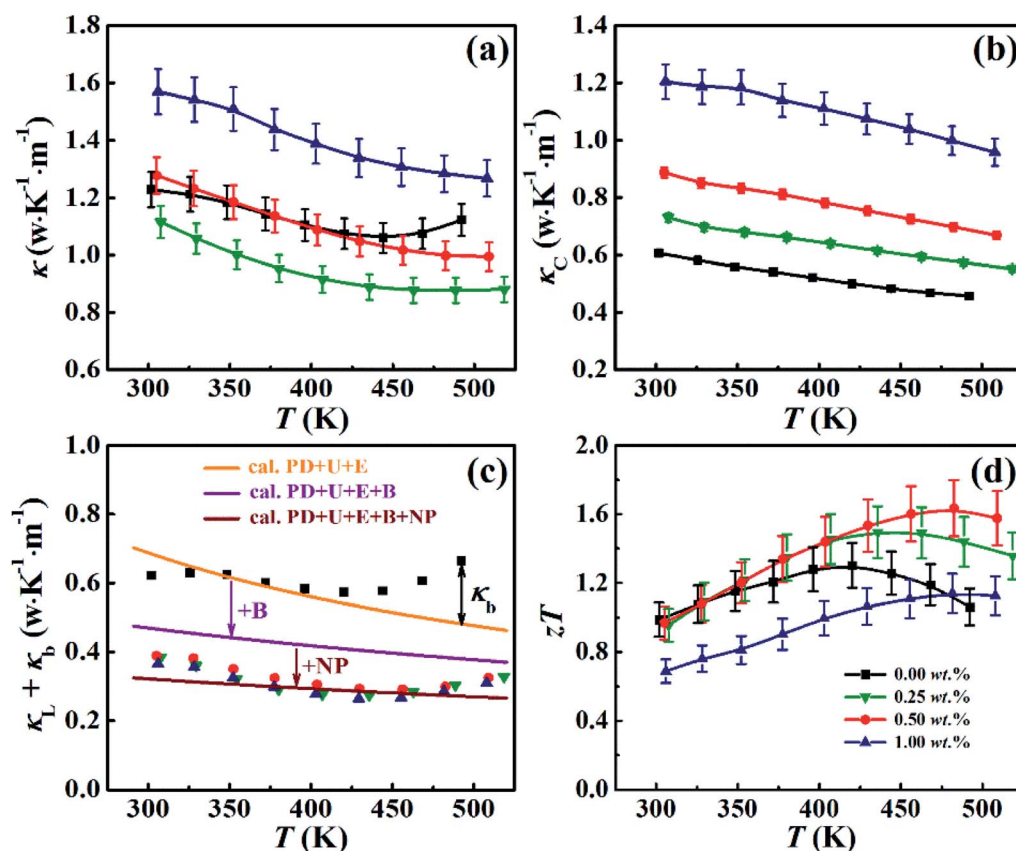 (a)
1.8
1.6
1.4
1.2
1.0
0.8
0.6
300 350 400 450 500
T (K)
κ (w·K⁻¹·m⁻¹)
(b)
1.4
1.2
1.0
0.8
0.6
0.4
0.2
300 350 400 450 500
T (K)
κC (w·K⁻¹·m⁻¹)
(c)
cal. PD+U+E
cal. PD+U+E+B
cal. PD+U+E+B+NP
1.0
0.8
0.6
0.4
0.2
0.0
+B
+NP
κb
300 350 400 450 500
T (K)
κL + κb (w·K⁻¹·m⁻¹)
(d)
2.0
1.6
1.2
0.8
0.4
0.0
0.00 wt.%
0.25 wt.%
0.50 wt.%
1.00 wt.%
300 350 400 450 500
T (K)
zT